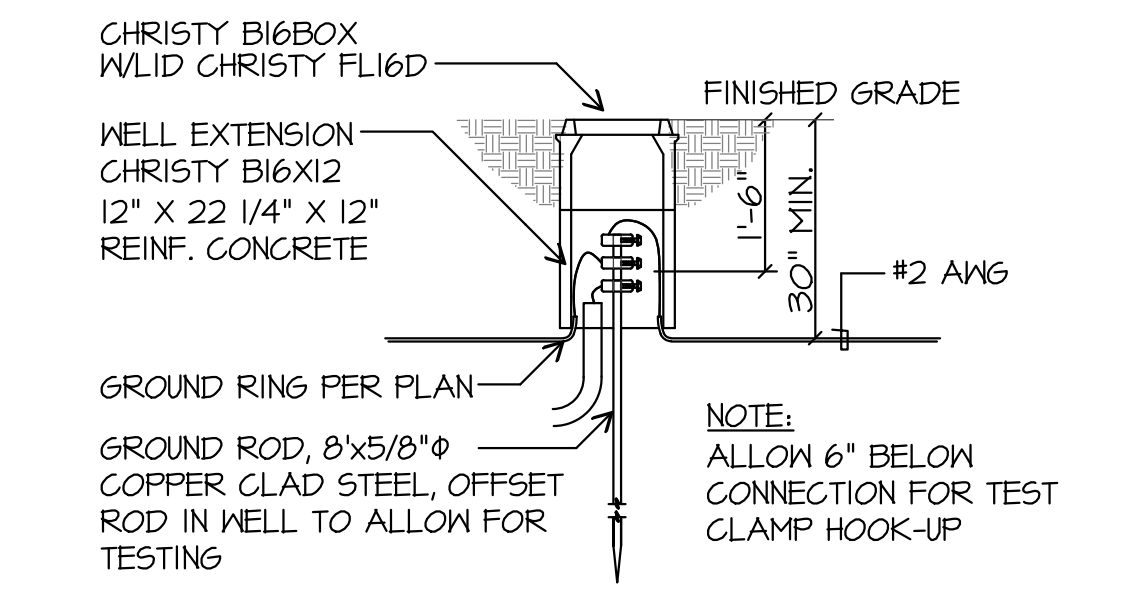 CHRISTY B16BOX
W/LID CHRISTY FL16D
WELL EXTENSION
CHRISTY B16X12
12" X 22 1/4" X 12"
REINF. CONCRETE
GROUND RING PER PLAN
GROUND ROD, 8'x5/8"Φ
COPPER CLAD STEEL, OFFSET
ROD IN WELL TO ALLOW FOR
TESTING
FINISHED GRADE
1'-6"
30" MIN.
#2 AWG
NOTE:
ALLOW 6" BELOW
CONNECTION FOR TEST
CLAMP HOOK-UP